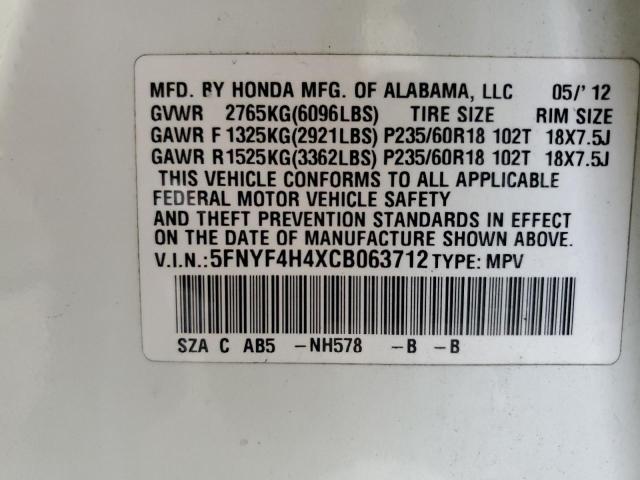 MFD. BY HONDA MFG. OF ALABAMA, LLC 05/'12
GVWR 2765KG(6096LBS) TIRE SIZE RIM SIZE
GAWR F 1325KG(2921LBS) P235/60R18 102T 18X7.5J
GAWR R1525KG(3362LBS) P235/60R18 102T 18X7.5J
THIS VEHICLE CONFORMS TO ALL APPLICABLE
FEDERAL MOTOR VEHICLE SAFETY
AND THEFT PREVENTION STANDARDS IN EFFECT
ON THE DATE OF MANUFACTURE SHOWN ABOVE.
V.I.N.:5FNYF4H4XCB063712 TYPE: MPV
SZA C AB5 -NH578 -B -B